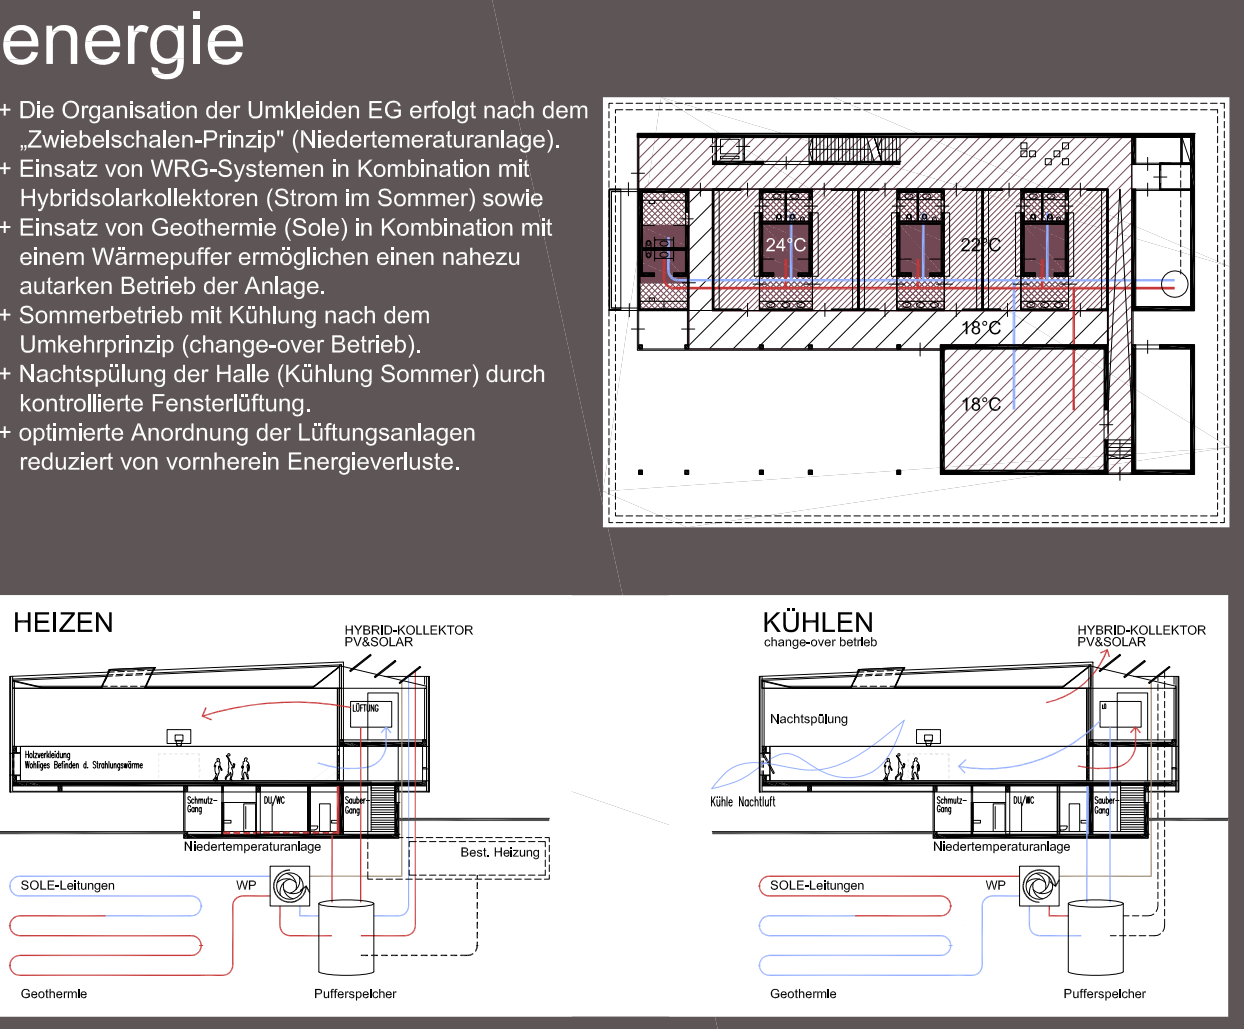 energie
+ Die Organisation der Umkleiden EG erfolgt nach dem
„Zwiebelschalen-Prinzip" (Niedertemeraturanlage).
+ Einsatz von WRG-Systemen in Kombination mit
Hybridsolarkollektoren (Strom im Sommer) sowie
+ Einsatz von Geothermie (Sole) in Kombination mit
einem Wärmepuffer ermöglichen einen nahezu
autarken Betrieb der Anlage.
+ Sommerbetrieb mit Kühlung nach dem
Umkehrprinzip (change-over Betrieb).
+ Nachtspülung der Halle (Kühlung Sommer) durch
kontrollierte Fensterlüftung.
+ optimierte Anordnung der Lüftungsanlagen
reduziert von vornherein Energieverluste.
24°C
22°C
18°C
18°C
HEIZEN
HYBRID-KOLLEKTOR
PV&SOLAR
LÜFTUNG
Holzverkleidung
Wohliges Befinden d. Strahlungswärme
Schmutz-
Gang
DU/WC
Sauber-
Gang
Niedertemperaturanlage
Best. Heizung
SOLE-Leitungen
WP
Geothermie
Pufferspeicher
KÜHLEN
change-over betrieb
HYBRID-KOLLEKTOR
PV&SOLAR
LÜ
Nachtspülung
Kühle Nachtluft
Schmutz-
Gang
DU/WC
Sauber-
Gang
Niedertemperaturanlage
SOLE-Leitungen
WP
Geothermie
Pufferspeicher